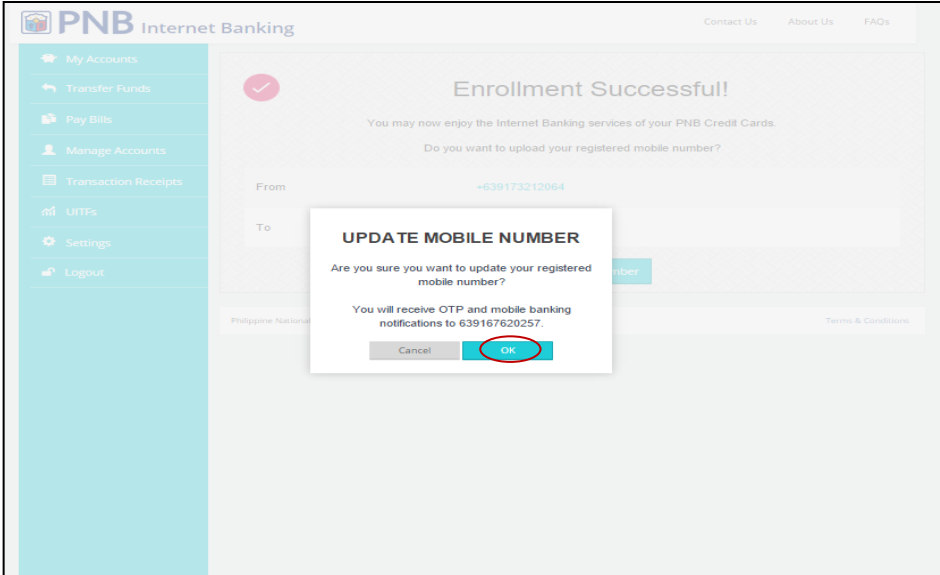 PNB Internet Banking
Contact Us About Us FAQs
My Accounts
Transfer Funds
Pay Bills
Manage Accounts
Transaction Receipts
UITFs
Settings
Logout
Enrollment Successful!
You may now enjoy the Internet Banking services of your PNB Credit Cards.
Do you want to upload your registered mobile number?
From +639173212064
To
UPDATE MOBILE NUMBER
Are you sure you want to update your registered
mobile number?
You will receive OTP and mobile banking
notifications to 639167620257.
Cancel OK
Philippine National
Terms & Conditions